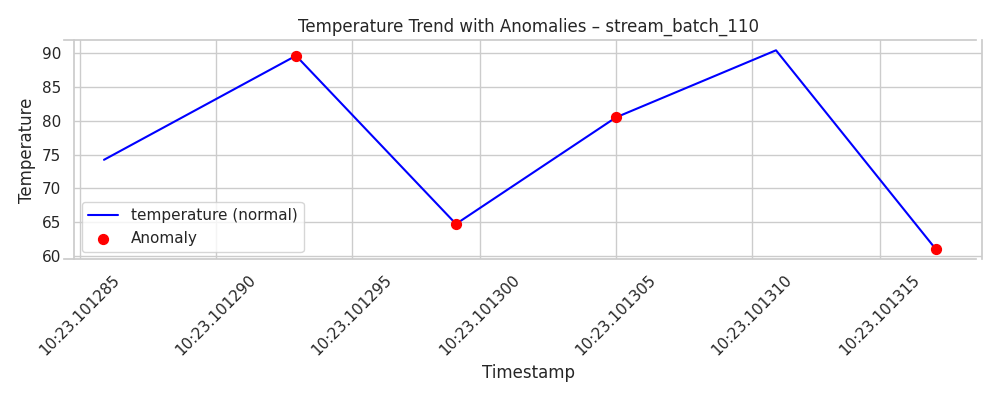 Temperature Trend with Anomalies – stream_batch_110
Temperature
90
85
80
75
70
65
60
temperature (normal)
Anomaly
10:23.101285
10:23.101290
10:23.101295
10:23.101300
10:23.101305
10:23.101310
10:23.101315
Timestamp